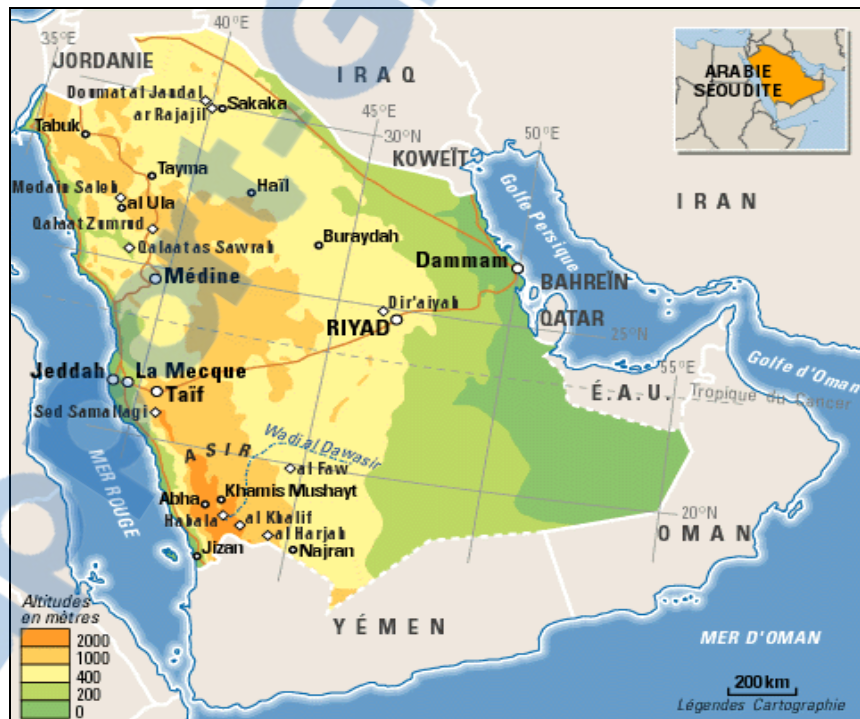 40°E
35°E
JORDANIE
IRAQ
ARABIE
SÉOUDITE
Doumat al Jaudal
ar Rajajil
Sakaka
45°E
30°N
Tabuk
50°E
KOWEÏT
Tayma
Medain Saleh
Haïl
al Ula
IRAN
Qalaat Zumrud
Buraydah
Golfe Persique
Qalaat as Sawrah
Dammam
Médine
BAHREÏN
Dir'aiyah
QATAR
RIYAD
25°N
Jeddah
La Mecque
Taïf
55°E
Golfe d'Oman
É.A.U.
Tropique du Cancer
Sed Samallagi
ASIR
Wadi al Dawasir
al Faw
MER ROUGE
Abha
Khamis Mushayt
Habala
al Khalif
20°N
al Harjah
OMAN
Jizan
Najran
Altitudes
en mètres
2000
1000
400
200
0
YÉMEN
MER D'OMAN
200 km
Légendes Cartographie